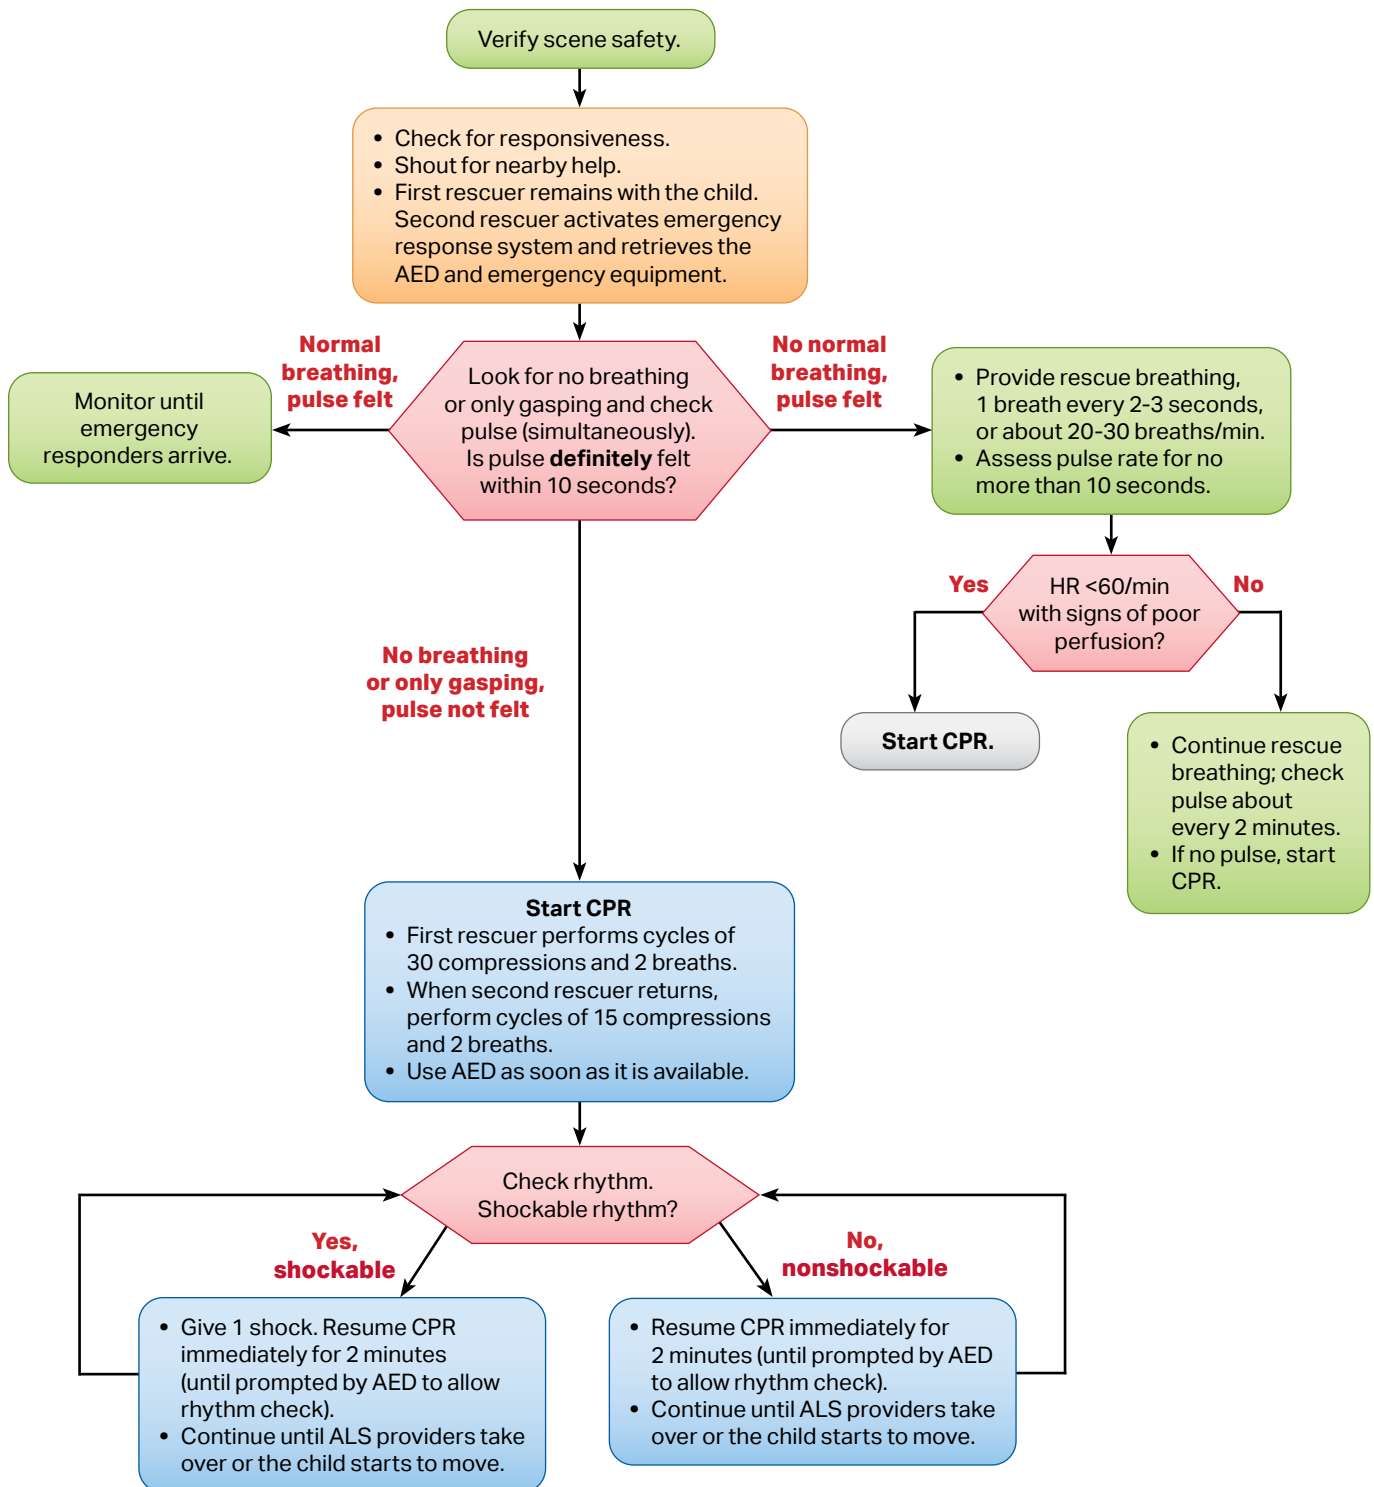 Verify scene safety.
• Check for responsiveness.
• Shout for nearby help.
• First rescuer remains with the child.
Second rescuer activates emergency
response system and retrieves the
AED and emergency equipment.
Normal
breathing,
pulse felt
Look for no breathing
or only gasping and check
pulse (simultaneously).
Is pulse definitely felt
within 10 seconds?
No normal
breathing,
pulse felt
Monitor until
emergency
responders arrive.
• Provide rescue breathing,
1 breath every 2-3 seconds,
or about 20-30 breaths/min.
• Assess pulse rate for no
more than 10 seconds.
Yes
HR <60/min
with signs of poor
perfusion?
No
No breathing
or only gasping,
pulse not felt
Start CPR.
• Continue rescue
breathing; check
pulse about
every 2 minutes.
• If no pulse, start
CPR.
Start CPR
• First rescuer performs cycles of
30 compressions and 2 breaths.
• When second rescuer returns,
perform cycles of 15 compressions
and 2 breaths.
• Use AED as soon as it is available.
Check rhythm.
Shockable rhythm?
Yes,
shockable
No,
nonshockable
• Give 1 shock. Resume CPR
immediately for 2 minutes
(until prompted by AED to allow
rhythm check).
• Continue until ALS providers take
over or the child starts to move.
• Resume CPR immediately for
2 minutes (until prompted by AED
to allow rhythm check).
• Continue until ALS providers take
over or the child starts to move.